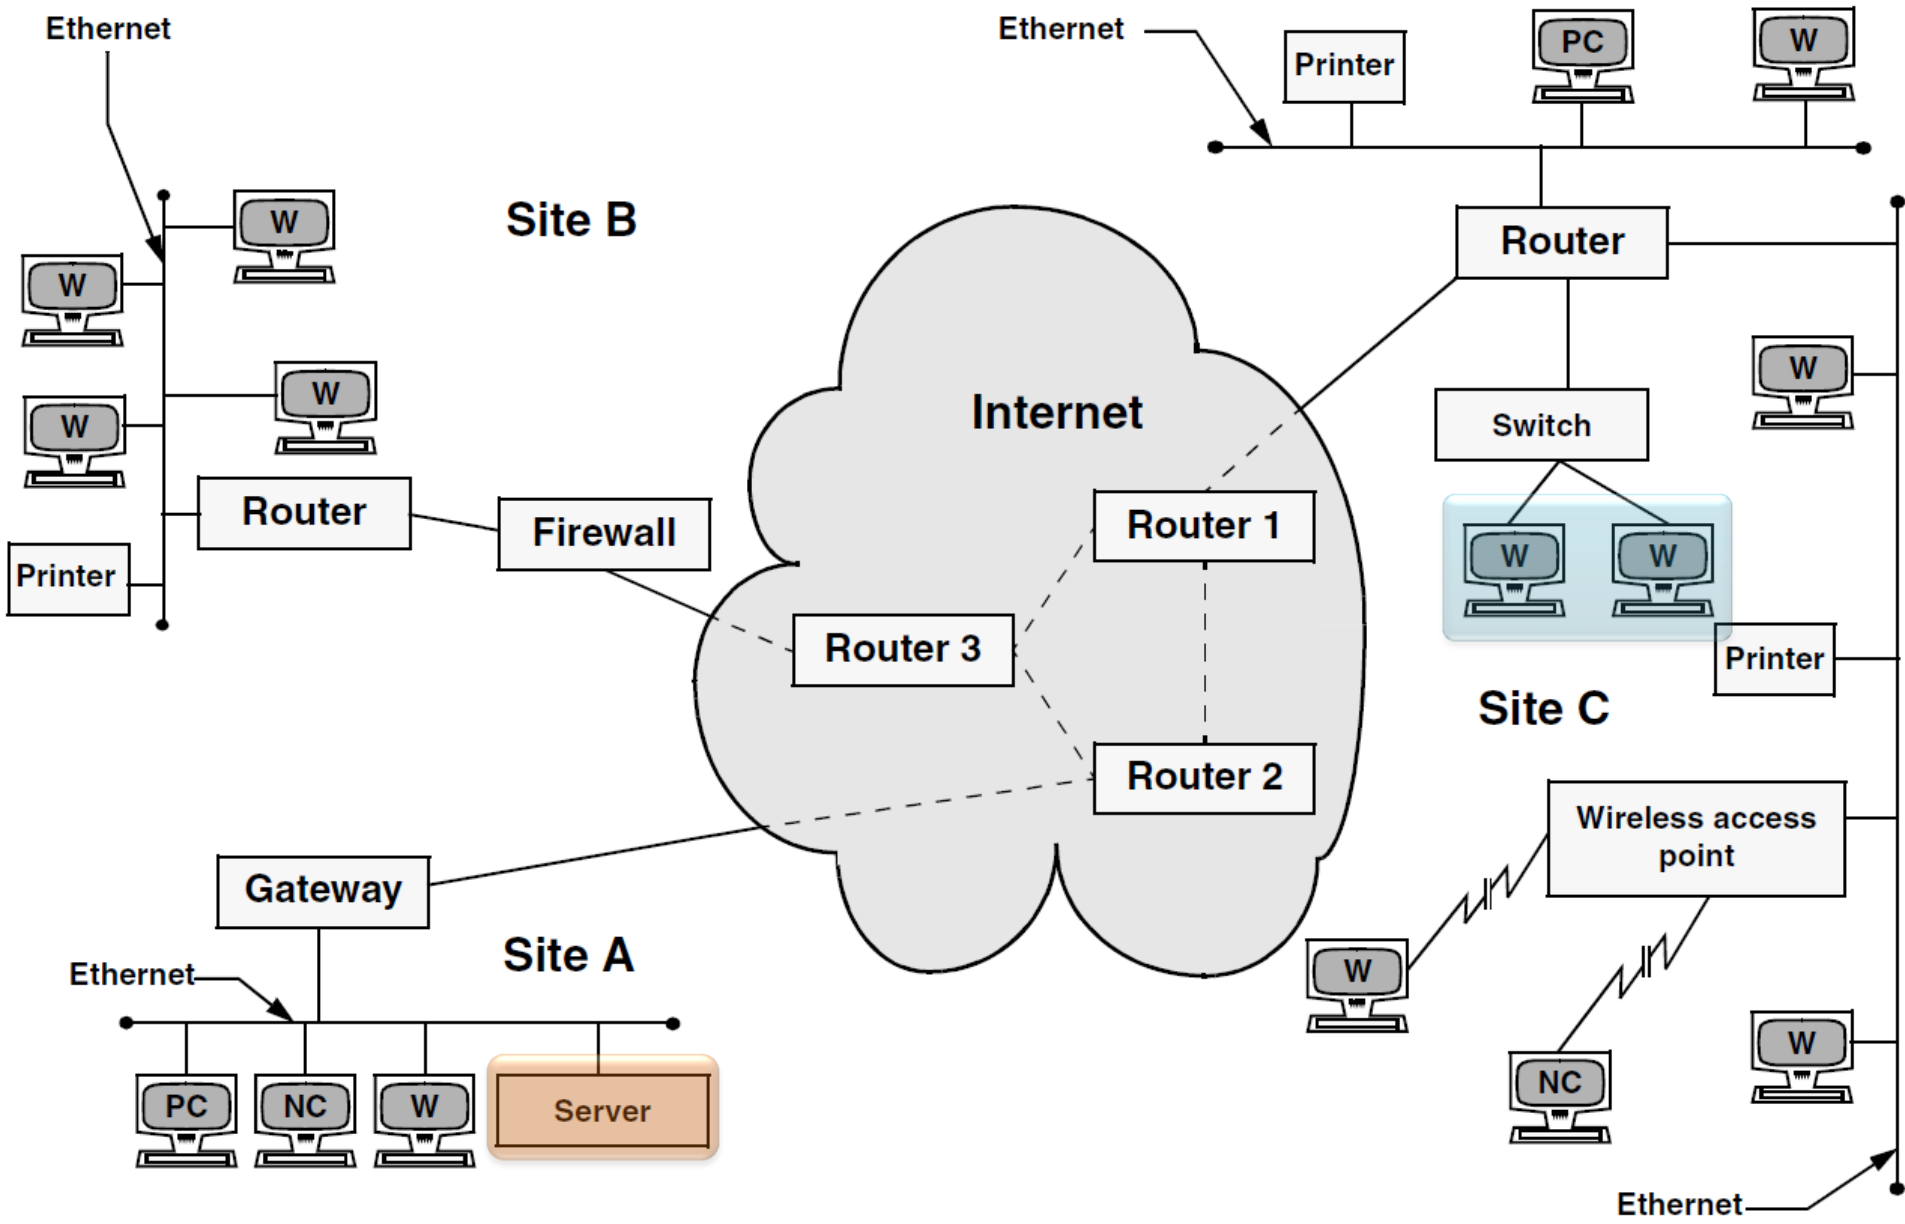 Ethernet
Ethernet
Printer
PC
W
W
Site B
W
W
W
Router
Internet
W
Switch
Router
Firewall
Router 1
W
W
Printer
Router 3
Printer
Site C
Router 2
Wireless access
point
Gateway
Site A
Ethernet
W
W
NC
PC
NC
W
Server
Ethernet